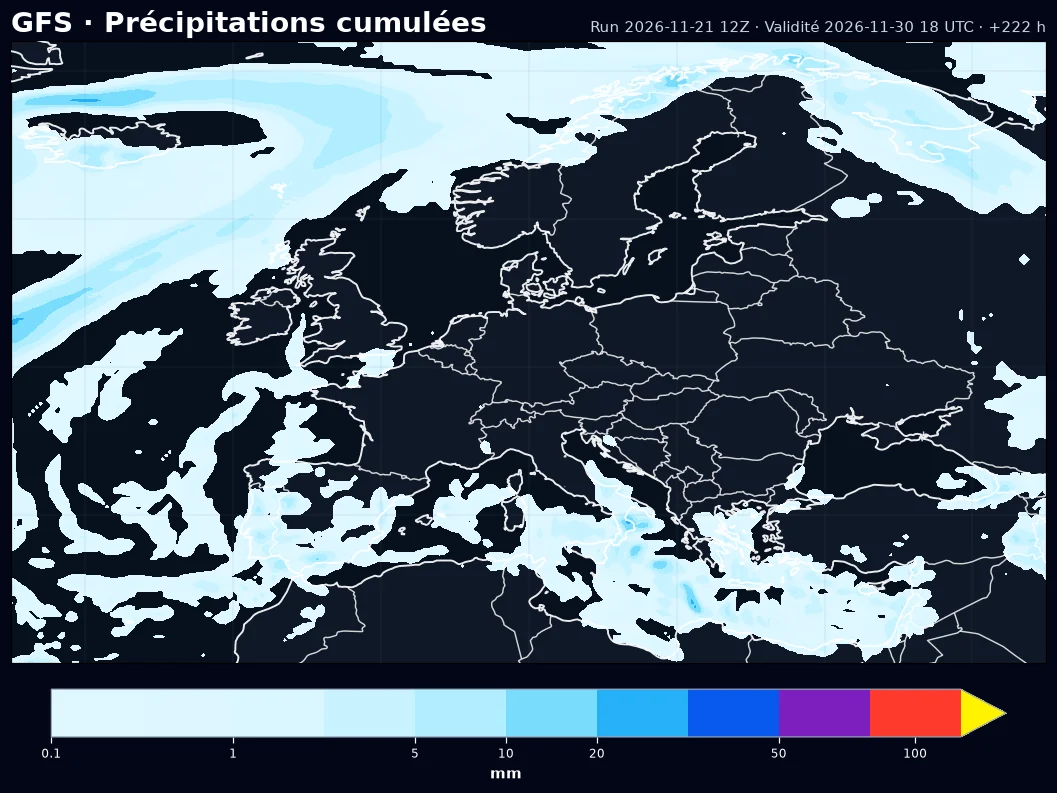 GFS · Précipitations cumulées
Run 2026-11-21 12Z · Validité 2026-11-30 18 UTC · +222 h
0.1 1 5 10 20 50 100
mm